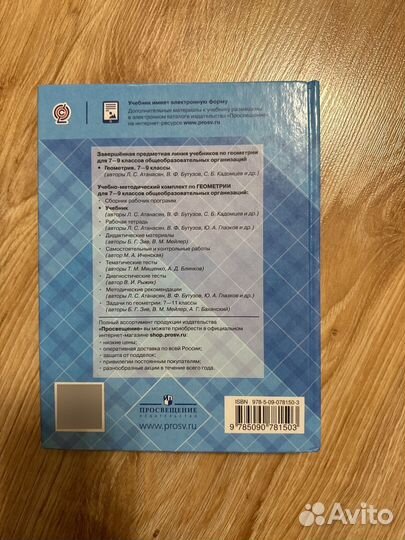 Учебник имеет электронную форму
Дополнительные материалы к учебнику размещены
в электронном каталоге издательства «Просвещение»
на интернет-ресурсе www.prosv.ru
Завершённая предметная линия учебников по геометрии
для 7—9 классов общеобразовательных организаций
• Геометрия. 7—9 классы
(авторы Л. С. Атанасян, В. Ф. Бутузов, С. Б. Кадомцев и др.)
Учебно-методический комплект по ГЕОМЕТРИИ
для 7—9 классов общеобразовательных организаций:
• Сборник рабочих программ
• Учебник
(авторы Л. С. Атанасян, В. Ф. Бутузов, С. Б. Кадомцев и др.)
• Рабочая тетрадь
(авторы Л. С. Атанасян, В. Ф. Бутузов, Ю. А. Глазков и др.)
• Дидактические материалы
(авторы Б. Г. Зив, В. М. Мейлер)
• Самостоятельные и контрольные работы
(автор М. А. Иченская)
• Тематические тесты
(авторы Т. М. Мищенко, А. Д. Блинков)
• Диагностические тесты
(автор В. И. Рыжик)
• Методические рекомендации
(авторы Л. С. Атанасян, В. Ф. Бутузов, Ю. А. Глазков и др.)
• Задачи по геометрии. 7—11 классы
(авторы Б. Г. Зив, В. М. Мейлер, А. Г. Баханский)
Полный ассортимент продукции издательства
«Просвещение» вы можете приобрести в официальном
интернет-магазине shop.prosv.ru:
• низкие цены;
• оперативная доставка по всей России;
• защита от подделок;
• привилегии постоянным покупателям;
• разнообразные акции в течение всего года.
ISBN 978-5-09-078150-3
9 785090 781503
ПРОСВЕЩЕНИЕ
ИЗДАТЕЛЬСТВО
www.prosv.ru
Avito